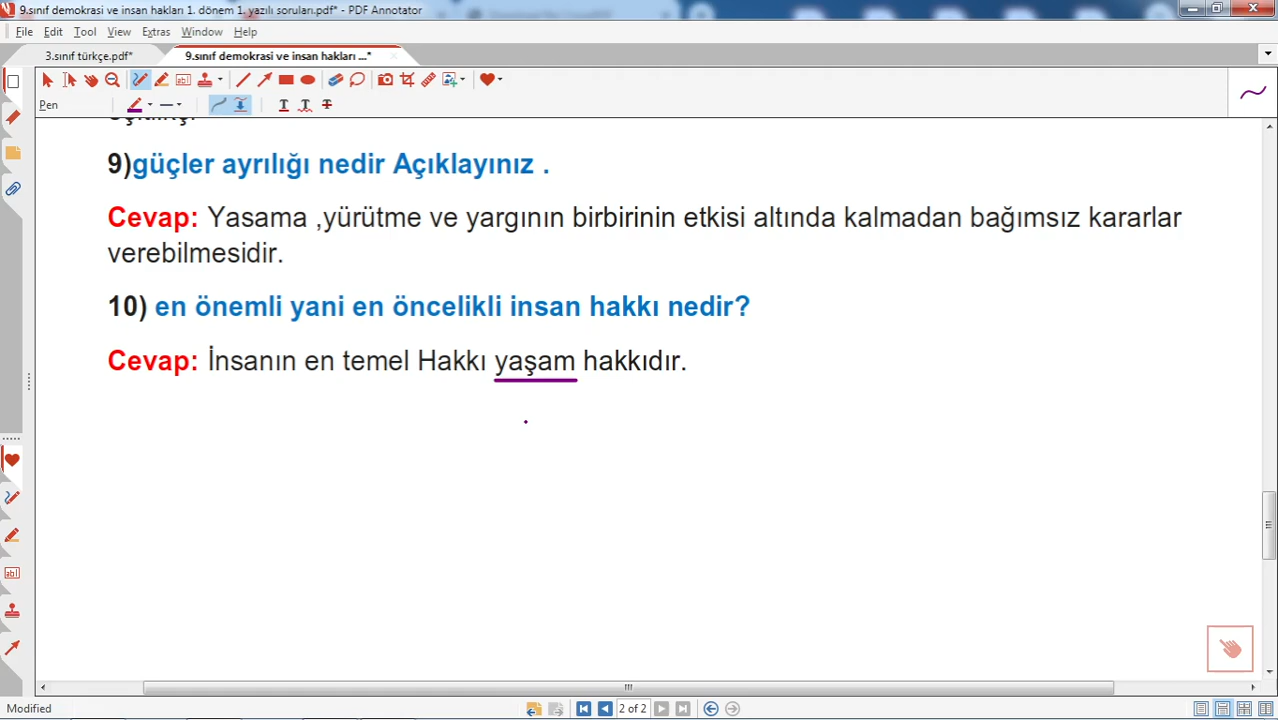 9.sınıf demokrasi ve insan hakları 1. dönem 1. yazılı soruları.pdf* - PDF Annotator
File Edit Tool View Extras Window Help
3.sınıf türkçe.pdf* 9.sınıf demokrasi ve insan hakları ...*
Pen
9)güçler ayrılığı nedir Açıklayınız .
Cevap: Yasama ,yürütme ve yargının birbirinin etkisi altında kalmadan bağımsız kararlar
verebilmesidir.
10) en önemli yani en öncelikli insan hakkı nedir?
Cevap: İnsanın en temel Hakkı yaşam hakkıdır.
Modified 2 of 2